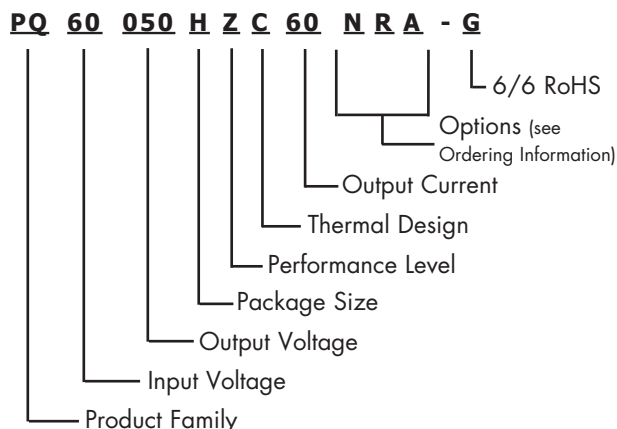 PQ 60 050 H Z C 60 N R A - G
6/6 RoHS
Options (see
Ordering Information)
Output Current
Thermal Design
Performance Level
Package Size
Output Voltage
Input Voltage
Product Family